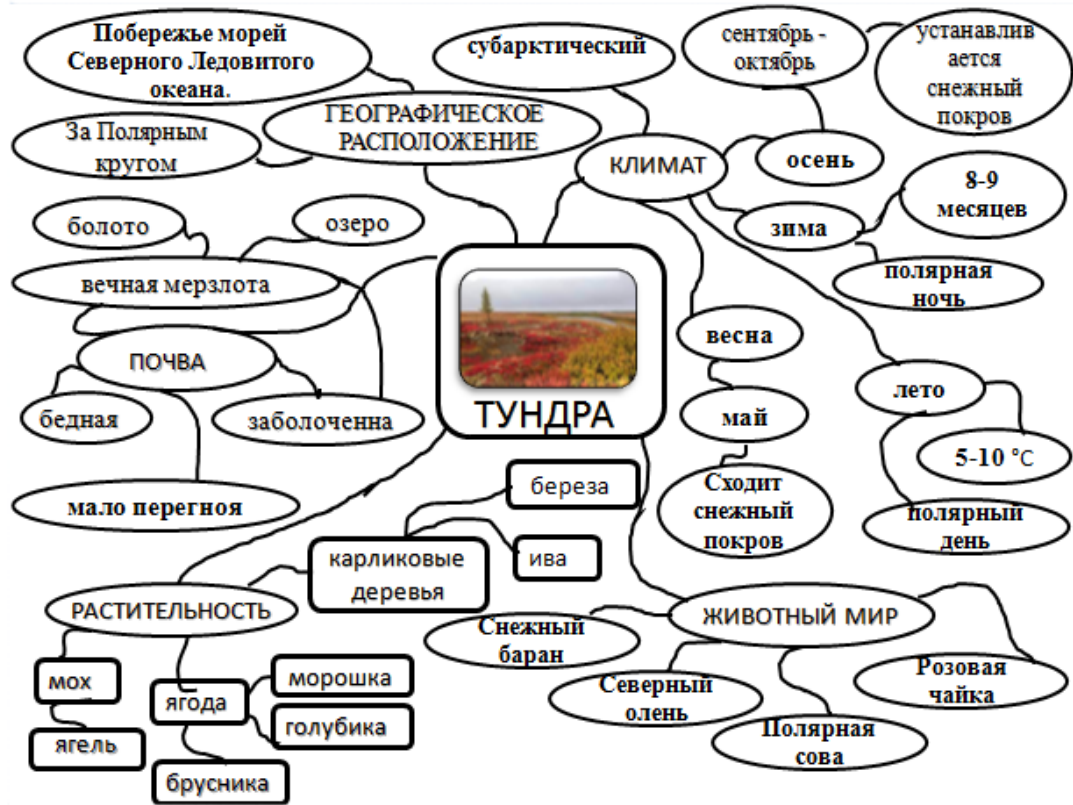 Побережье морей
Северного Ледовитого
океана.
субарктический
сентябрь -
октябрь
устанавлив
ается
снежный
покров
ГЕОГРАФИЧЕСКОЕ
РАСПОЛОЖЕНИЕ
За Полярным
кругом
КЛИМАТ
осень
8-9
месяцев
зима
полярная
ночь
болото
озеро
вечная мерзлота
ПОЧВА
бедная
заболоченна
мало перегноя
ТУНДРА
весна
май
Сходит
снежный
покров
лето
5-10 °С
полярный
день
береза
ива
карликовые
деревья
РАСТИТЕЛЬНОСТЬ
мох
ягель
ягода
морошка
голубика
брусника
ЖИВОТНЫЙ МИР
Снежный
баран
Северный
олень
Полярная
сова
Розовая
чайка